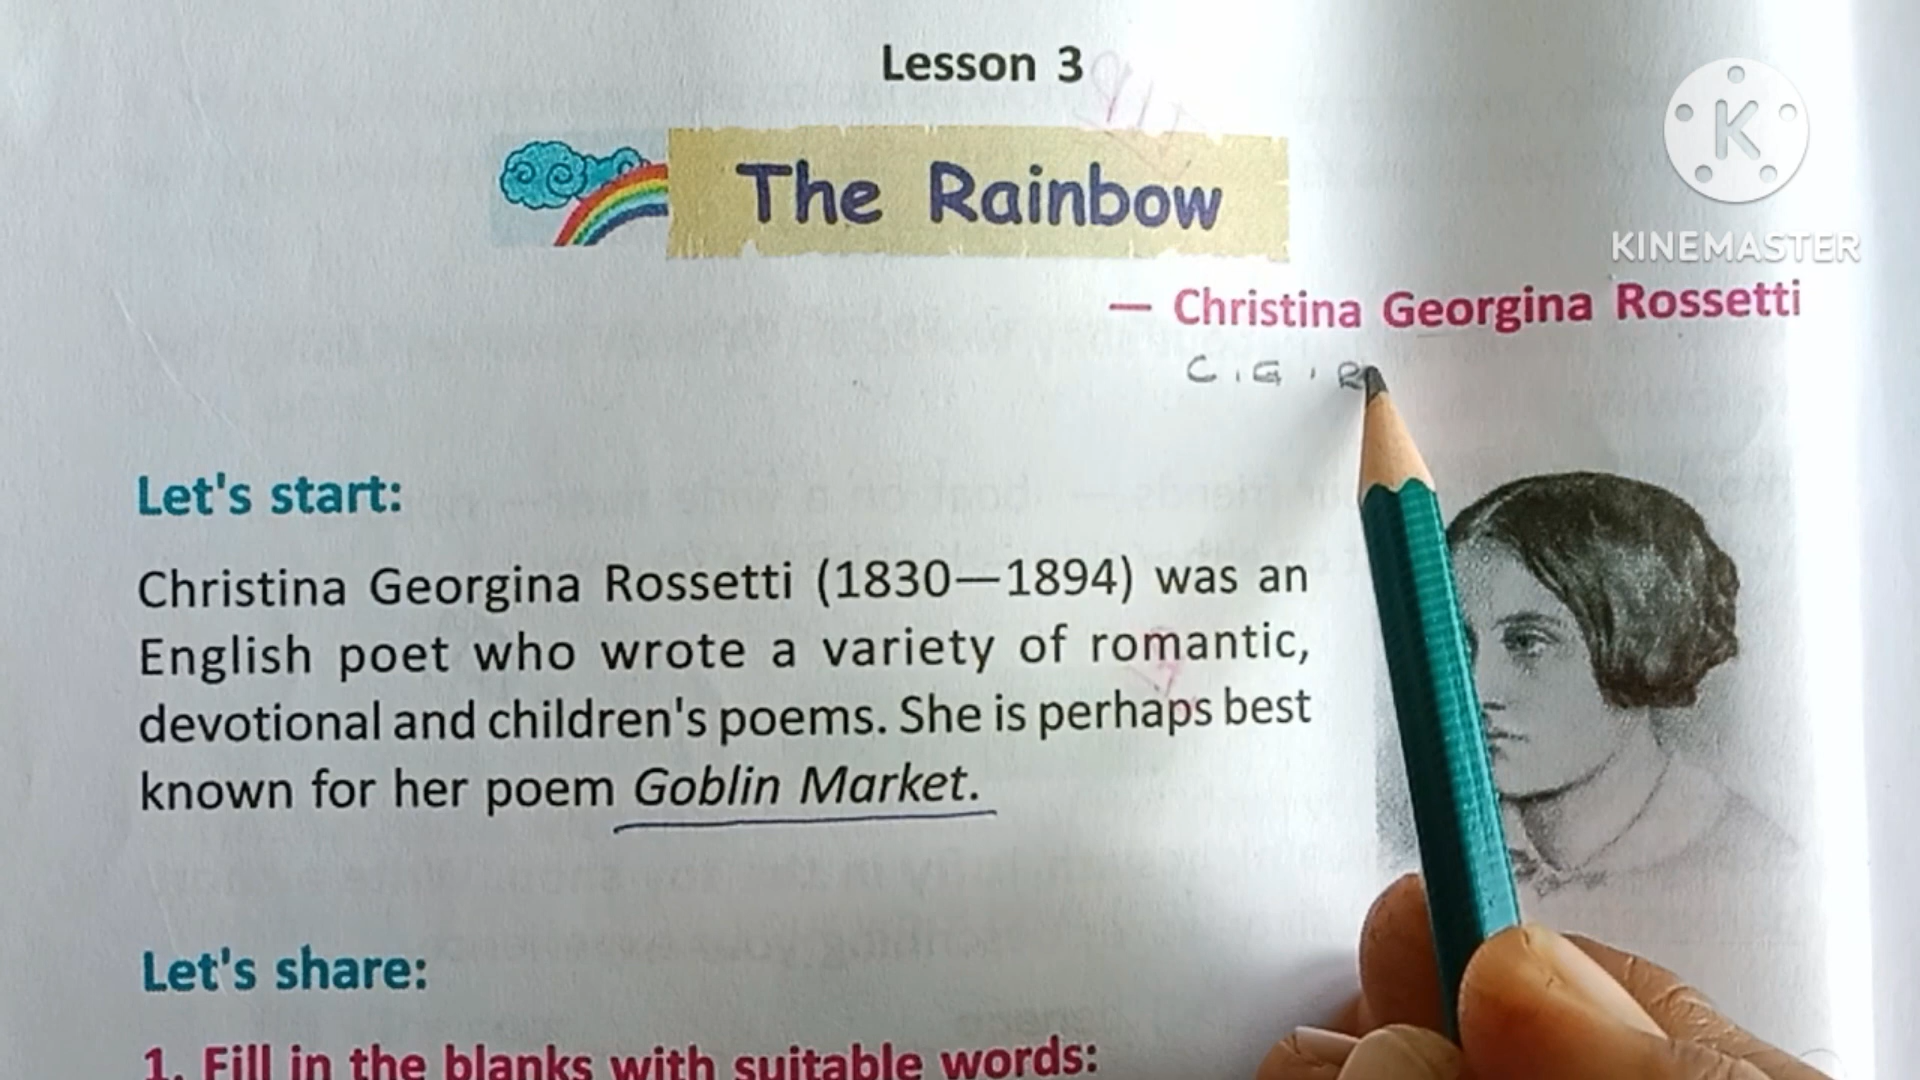 Lesson 3
The Rainbow
K
KINEMASTER
— Christina Georgina Rossetti
C.G.R
Let's start:
Christina Georgina Rossetti (1830—1894) was an
English poet who wrote a variety of romantic,
devotional and children's poems. She is perhaps best
known for her poem Goblin Market.
Let's share:
1. Fill in the blanks with suitable words: